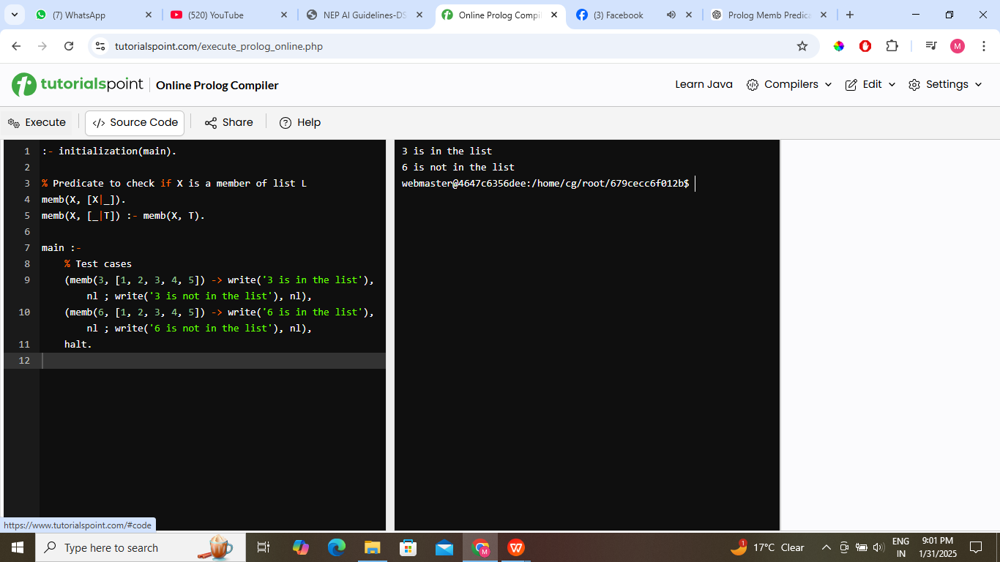 (7) WhatsApp
(520) YouTube
NEP AI Guidelines-DS
Online Prolog Compil
(3) Facebook
Prolog Memb Predica
tutorialspoint.com/execute_prolog_online.php
M
tutorialspoint
Online Prolog Compiler
Learn Java
Compilers
Edit
Settings
Execute
</> Source Code
Share
Help
1 :- initialization(main).
2
3 % Predicate to check if X is a member of list L
4 memb(X, [X|_]).
5 memb(X, [_|T]) :- memb(X, T).
6
7 main :-
8 % Test cases
9 (memb(3, [1, 2, 3, 4, 5]) -> write('3 is in the list'),
nl ; write('3 is not in the list'), nl),
10 (memb(6, [1, 2, 3, 4, 5]) -> write('6 is in the list'),
nl ; write('6 is not in the list'), nl),
11 halt.
12
3 is in the list
6 is not in the list
webmaster@4647c6356dee:/home/cg/root/679cecc6f012b$
https://www.tutorialspoint.com/#code
Type here to search
M
W
1
17°C Clear
ENG
IN
9:01 PM
1/31/2025